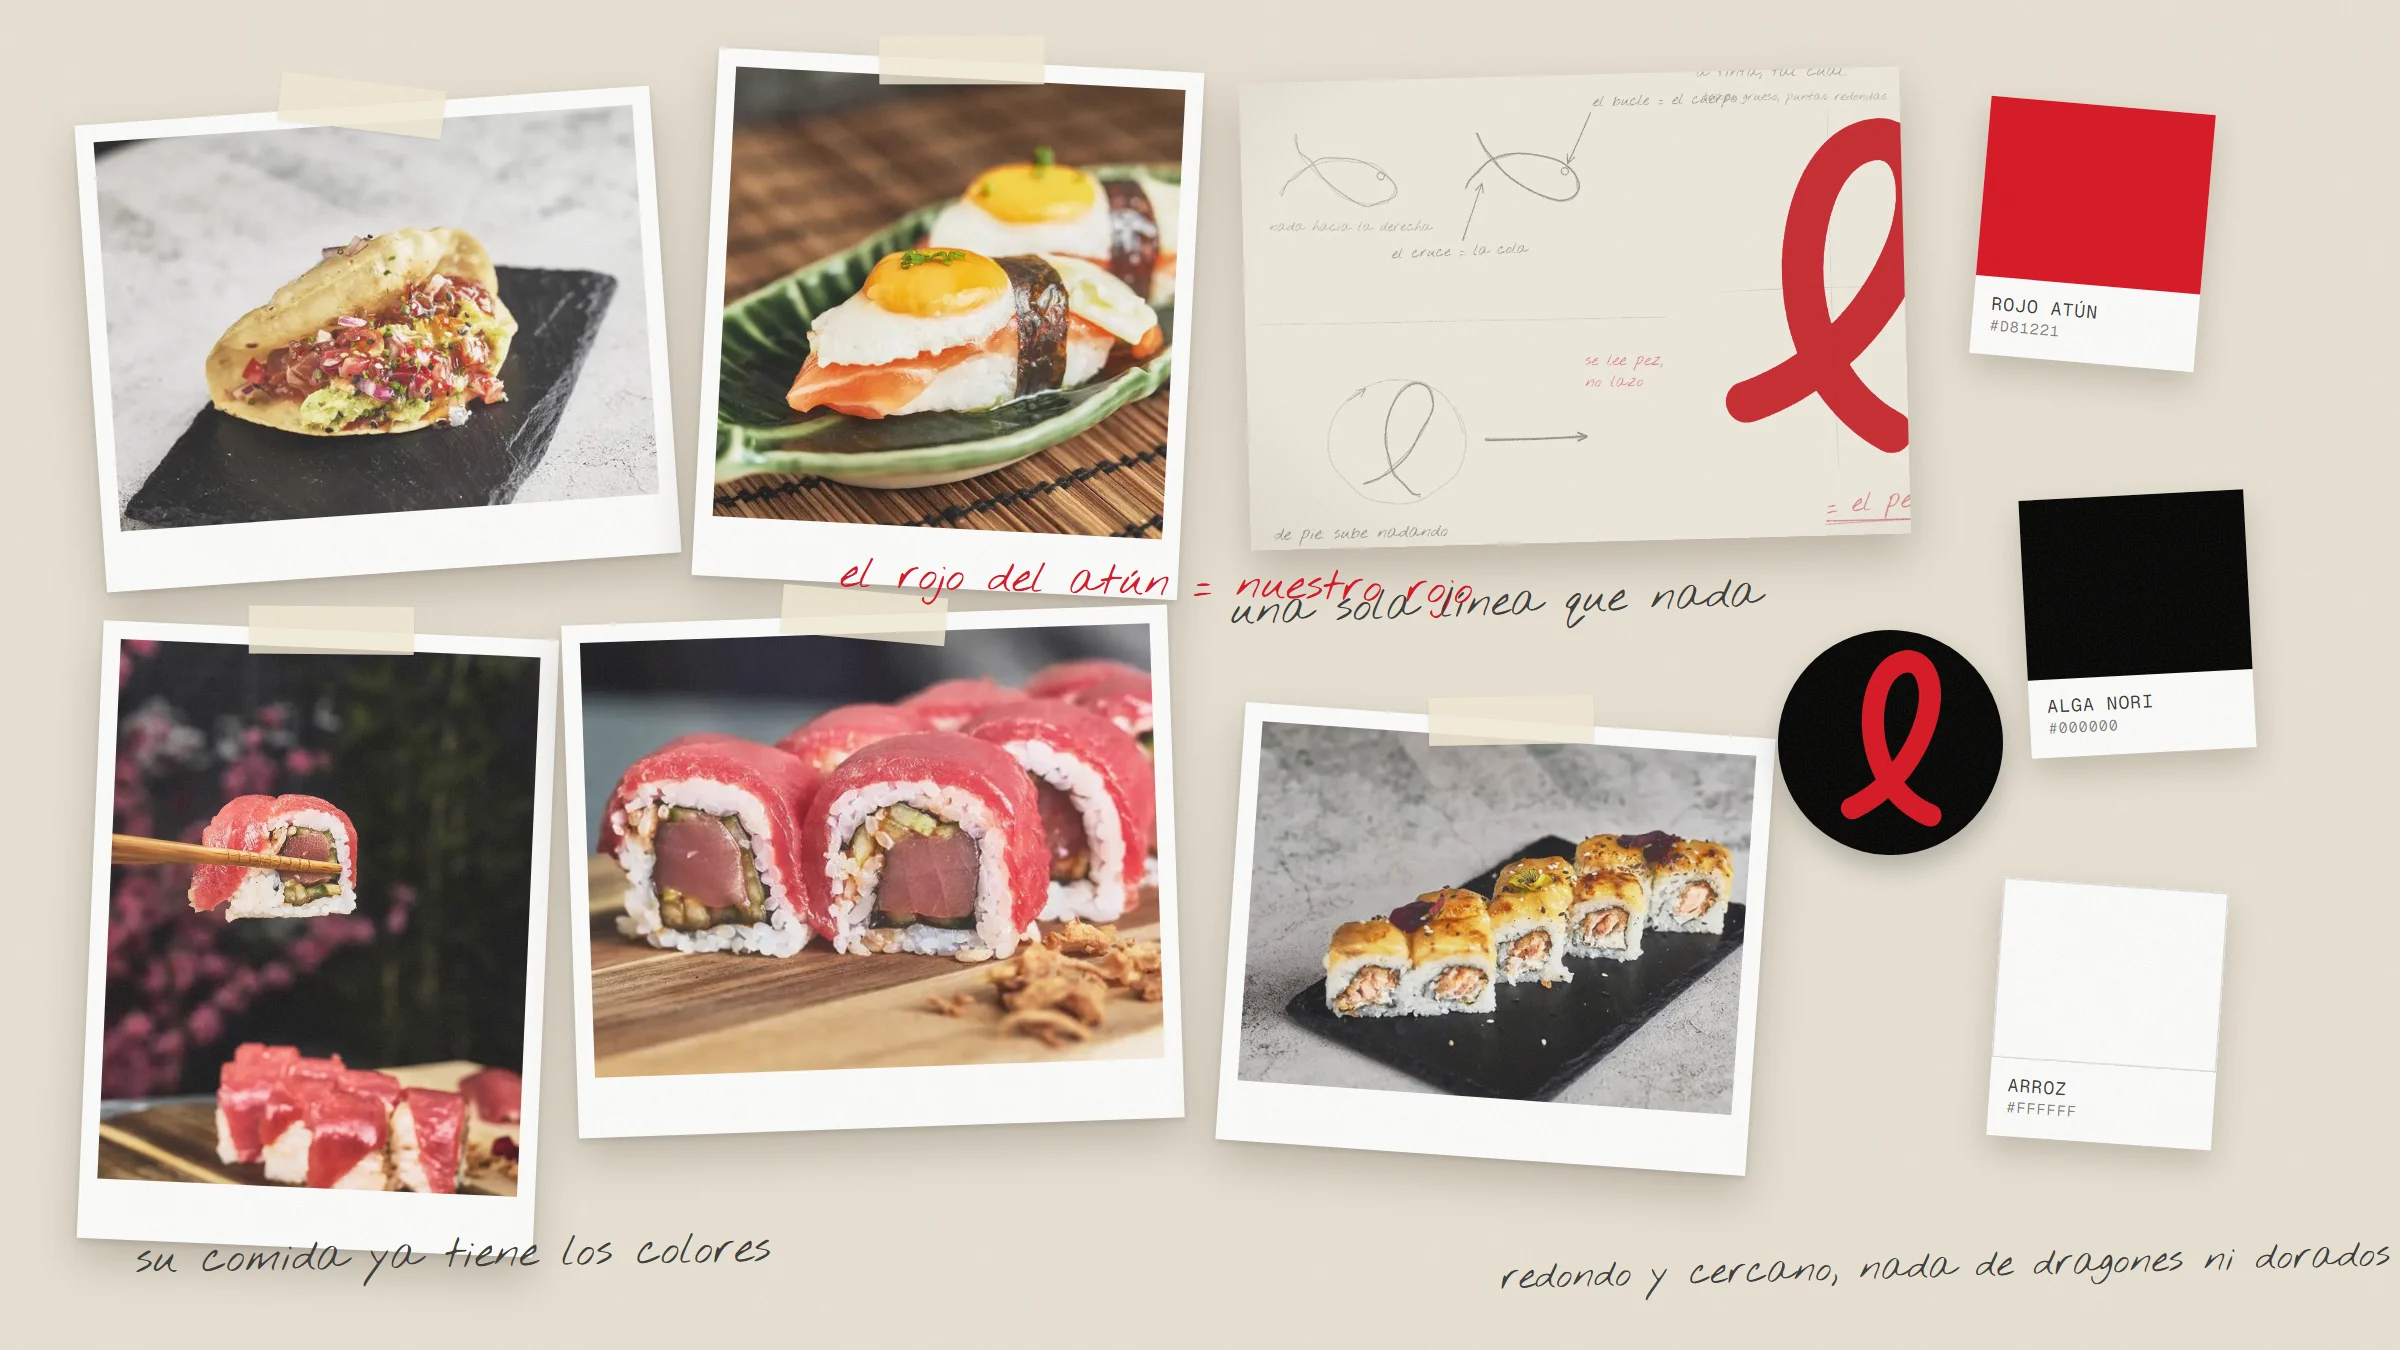 a tinta, tal cual.
el bucle = el cuerpo
grueso, puntas redondas
nada hacia la derecha
el cruce = la cola
se lee pez,
no lazo
= el pe
de pie sube nadando
ROJO ATÚN
#D81221
el rojo del atún = nuestro rojo
una sola línea que nada
ALGA NORI
#000000
ARROZ
#FFFFFF
su comida ya tiene los colores
redondo y cercano, nada de dragones ni dorados